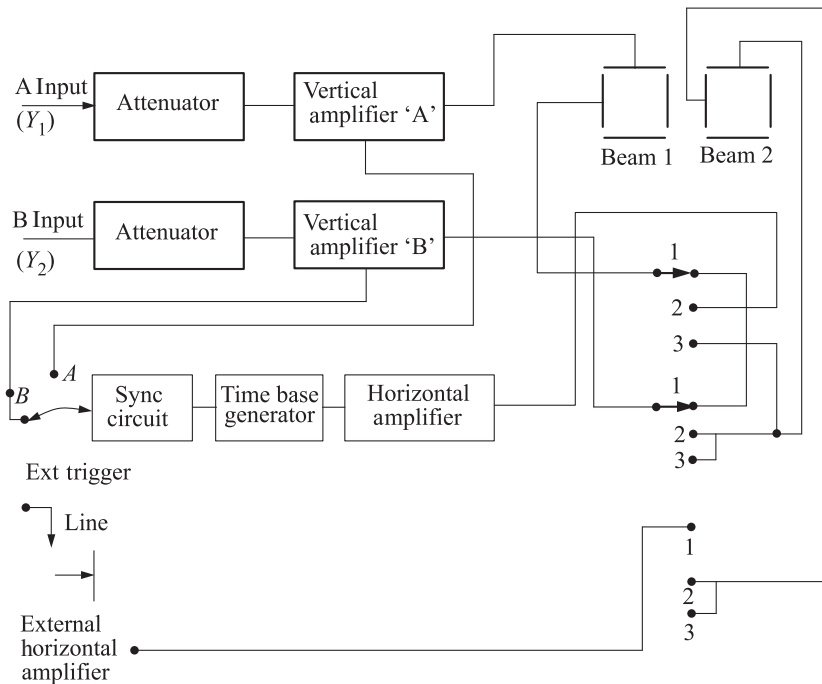 A Input
(Y₁)
Attenuator
Vertical
amplifier ‘A’
Beam 1
Beam 2
B Input
(Y₂)
Attenuator
Vertical
amplifier ‘B’
1
2
3
A
B
Sync
circuit
Time base
generator
Horizontal
amplifier
1
2
3
Ext trigger
Line
1
2
3
External
horizontal
amplifier